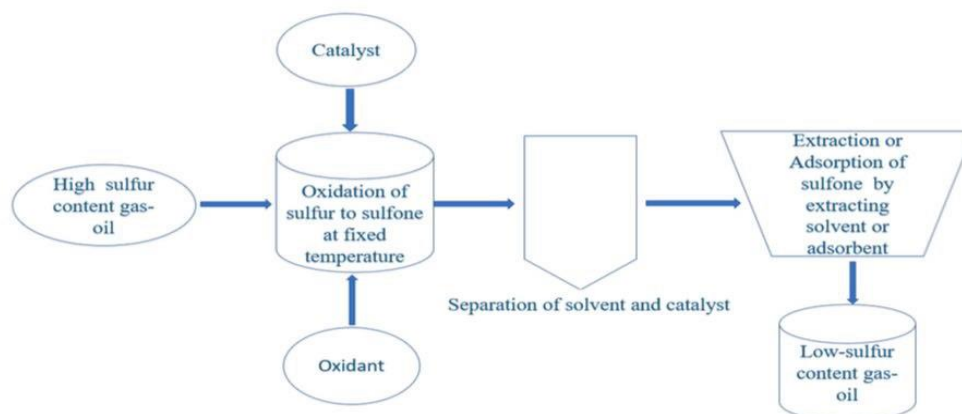 Catalyst
High sulfur
content gas-
oil
Oxidation of
sulfur to sulfone
at fixed
temperature
Oxidant
Separation of solvent and catalyst
Extraction or
Adsorption of
sulfone by
extracting
solvent or
adsorbent
Low-sulfur
content gas-
oil